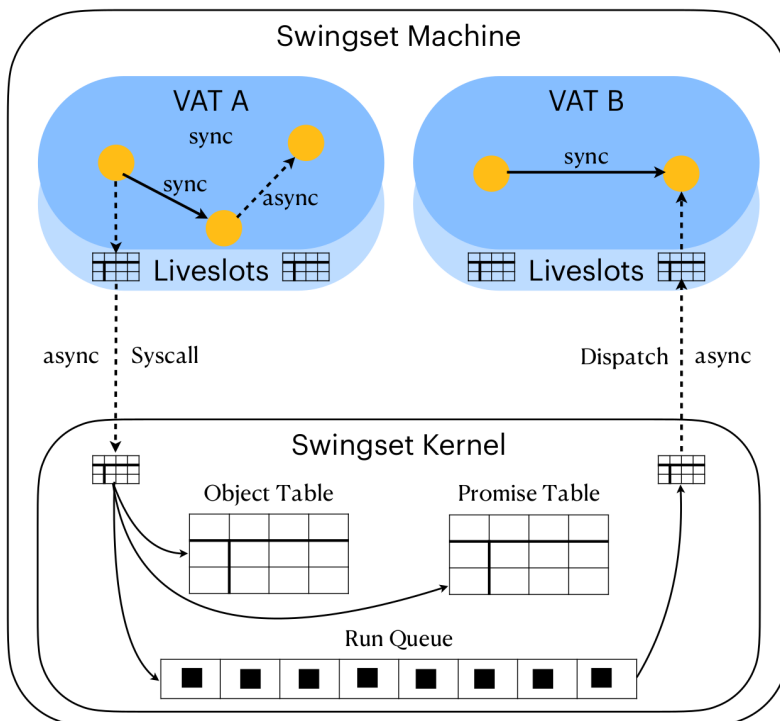 Swingset Machine
VAT A
VAT B
sync
sync
async
sync
Liveslots
Liveslots
async
Syscall
Dispatch
async
Swingset Kernel
Object Table
Promise Table
Run Queue